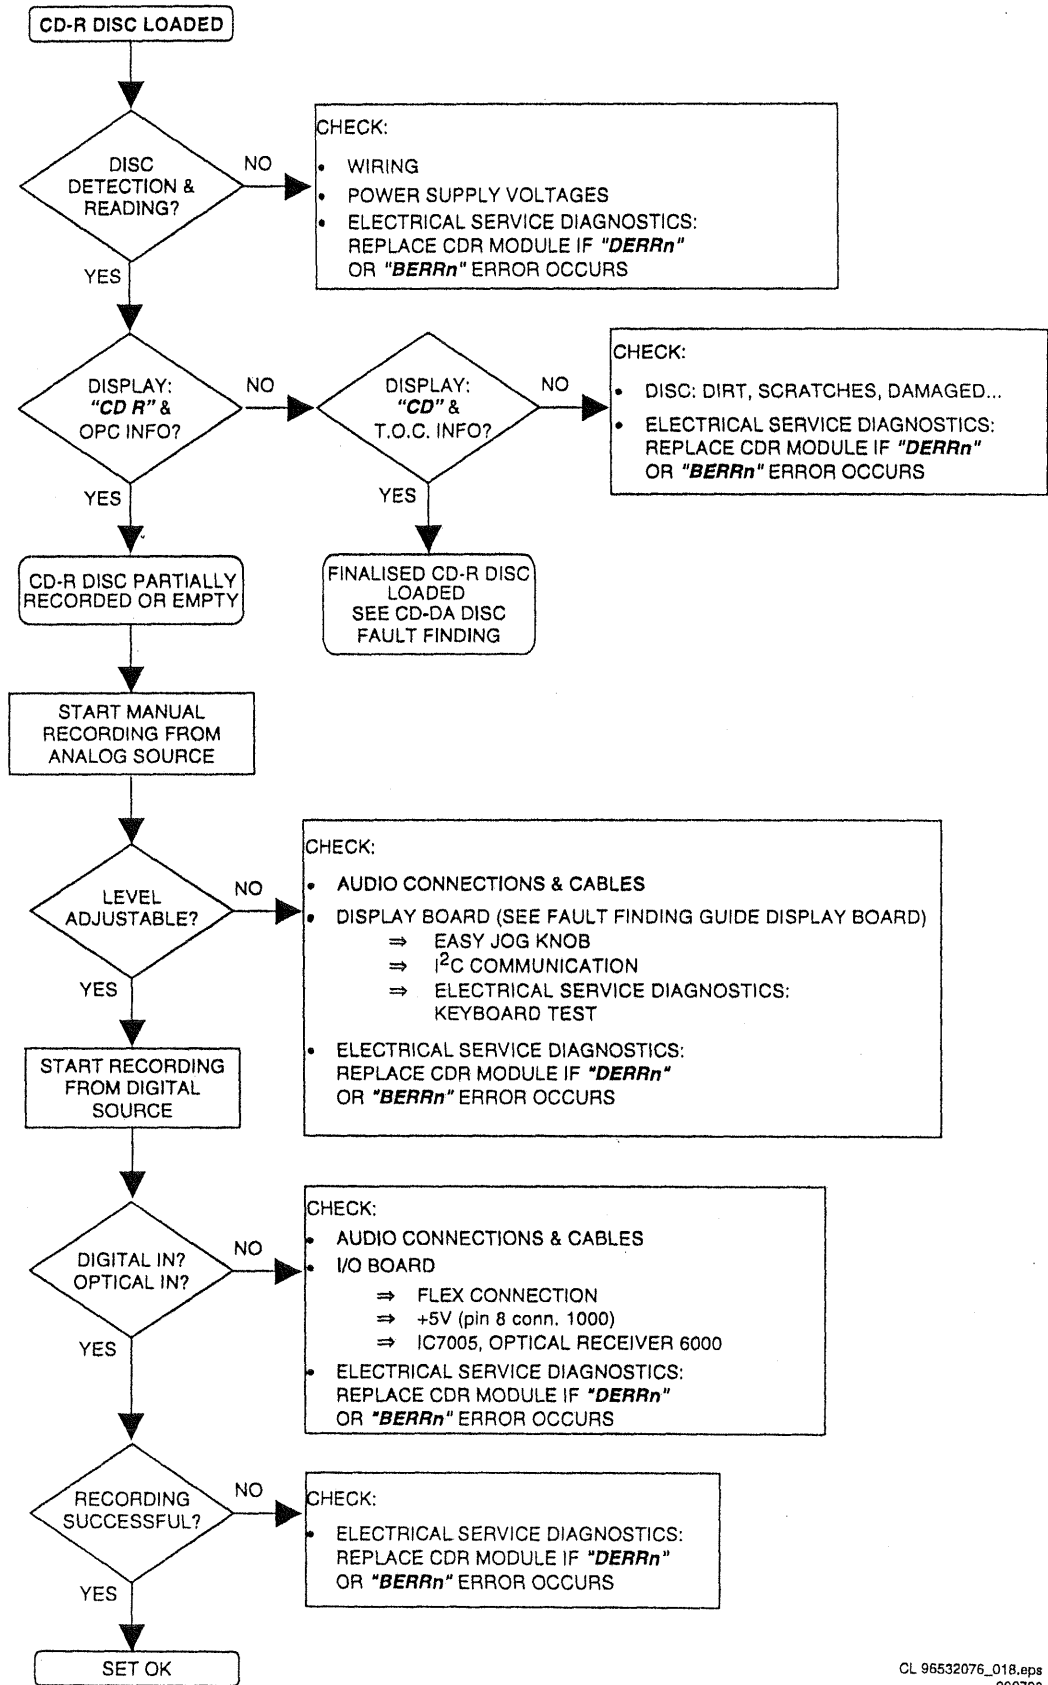 CD-R DISC LOADED
DISC
DETECTION &
READING?
NO
YES
CHECK:
• WIRING
• POWER SUPPLY VOLTAGES
• ELECTRICAL SERVICE DIAGNOSTICS:
REPLACE CDR MODULE IF "DERRn"
OR "BERRn" ERROR OCCURS
DISPLAY:
"CD R" &
OPC INFO?
NO
YES
DISPLAY:
"CD" &
T.O.C. INFO?
NO
YES
CHECK:
• DISC: DIRT, SCRATCHES, DAMAGED...
• ELECTRICAL SERVICE DIAGNOSTICS:
REPLACE CDR MODULE IF "DERRn"
OR "BERRn" ERROR OCCURS
CD-R DISC PARTIALLY
RECORDED OR EMPTY
FINALISED CD-R DISC
LOADED
SEE CD-DA DISC
FAULT FINDING
START MANUAL
RECORDING FROM
ANALOG SOURCE
LEVEL
ADJUSTABLE?
NO
YES
CHECK:
• AUDIO CONNECTIONS & CABLES
• DISPLAY BOARD (SEE FAULT FINDING GUIDE DISPLAY BOARD)
⇒ EASY JOG KNOB
⇒ I²C COMMUNICATION
⇒ ELECTRICAL SERVICE DIAGNOSTICS:
KEYBOARD TEST
• ELECTRICAL SERVICE DIAGNOSTICS:
REPLACE CDR MODULE IF "DERRn"
OR "BERRn" ERROR OCCURS
START RECORDING
FROM DIGITAL
SOURCE
DIGITAL IN?
OPTICAL IN?
NO
YES
CHECK:
• AUDIO CONNECTIONS & CABLES
• I/O BOARD
⇒ FLEX CONNECTION
⇒ +5V (pin 8 conn. 1000)
⇒ IC7005, OPTICAL RECEIVER 6000
• ELECTRICAL SERVICE DIAGNOSTICS:
REPLACE CDR MODULE IF "DERRn"
OR "BERRn" ERROR OCCURS
RECORDING
SUCCESSFUL?
NO
YES
CHECK:
• ELECTRICAL SERVICE DIAGNOSTICS:
REPLACE CDR MODULE IF "DERRn"
OR "BERRn" ERROR OCCURS
SET OK
CL 96532076_018.eps